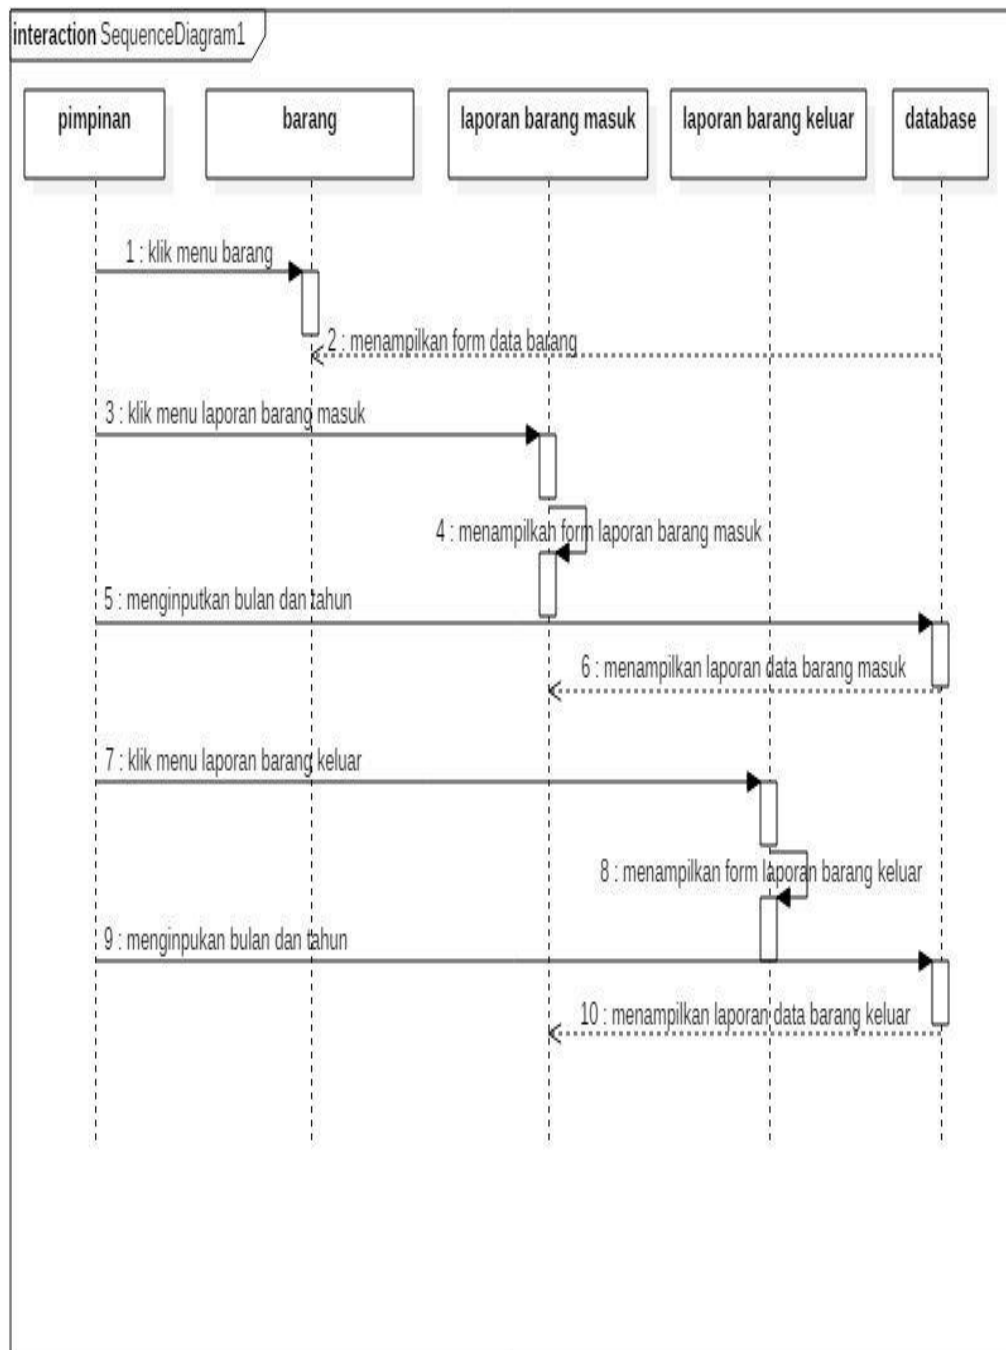 interaction SequenceDiagram1
pimpinan
barang
laporan barang masuk
laporan barang keluar
database
1 : klik menu barang
2 : menampilkan form data barang
3 : klik menu laporan barang masuk
4 : menampilkan form laporan barang masuk
5 : menginputkan bulan dan tahun
6 : menampilkan laporan data barang masuk
7 : klik menu laporan barang keluar
8 : menampilkan form laporan barang keluar
9 : menginpukan bulan dan tahun
10 : menampilkan laporan data barang keluar